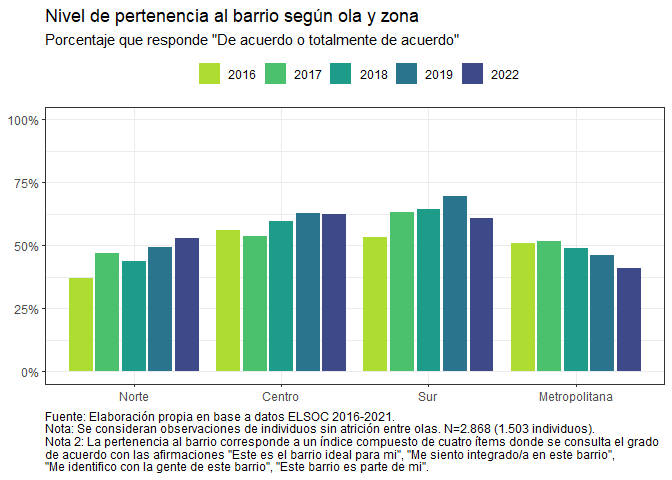 Nivel de pertenencia al barrio según ola y zona
Porcentaje que responde "De acuerdo o totalmente de acuerdo"
2016 2017 2018 2019 2022
100%
75%
50%
25%
0%
Norte Centro Sur Metropolitana
Fuente: Elaboración propia en base a datos ELSOC 2016-2021.
Nota: Se consideran observaciones de individuos sin atrición entre olas. N=2.868 (1.503 individuos).
Nota 2: La pertenencia al barrio corresponde a un índice compuesto de cuatro ítems donde se consulta el grado
de acuerdo con las afirmaciones "Este es el barrio ideal para mi", "Me siento integrado/a en este barrio",
"Me identifico con la gente de este barrio", "Este barrio es parte de mi".